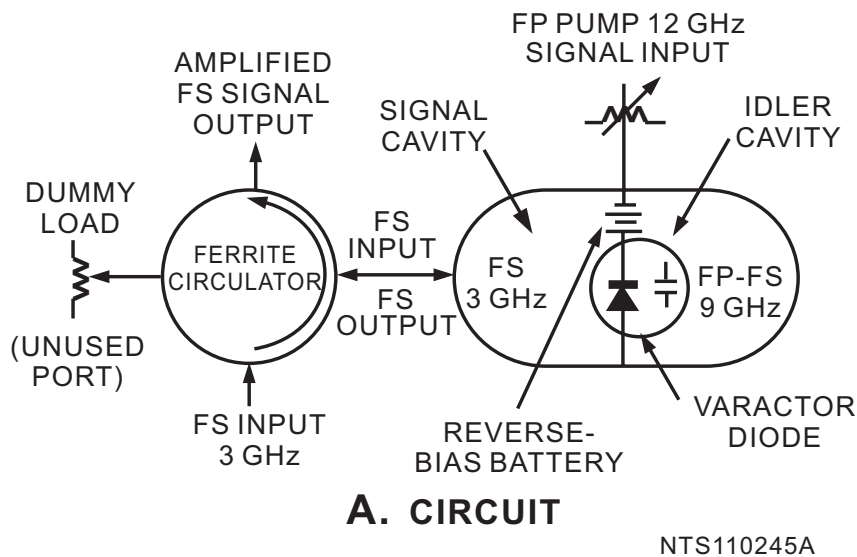 FP PUMP 12 GHz
SIGNAL INPUT
AMPLIFIED
FS SIGNAL
OUTPUT
SIGNAL
CAVITY
IDLER
CAVITY
DUMMY
LOAD
FERRITE
CIRCULATOR
FS
INPUT
FS
OUTPUT
FS
3 GHz
FP-FS
9 GHz
(UNUSED
PORT)
FS INPUT
3 GHz
REVERSE-
BIAS BATTERY
VARACTOR
DIODE
A. CIRCUIT
NTS110245A